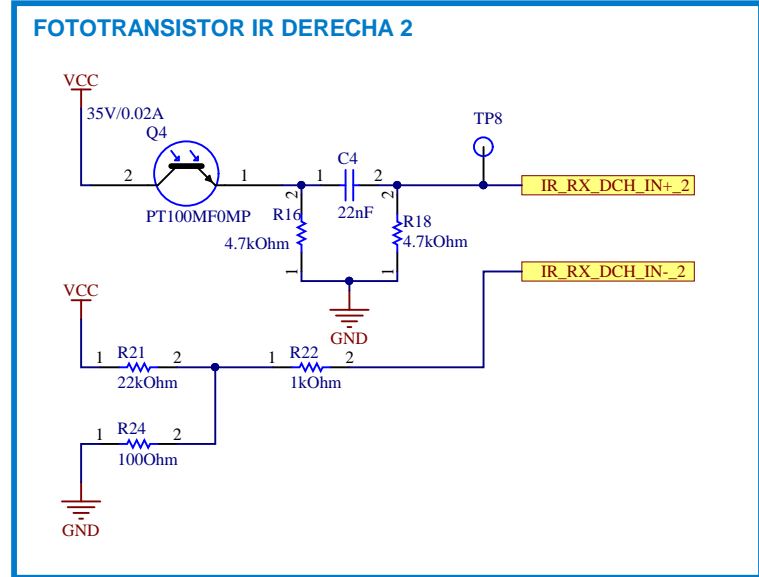 FOTOTRANSISTOR IR DERECHA 2
VCC
35V/0.02A
Q4
2
1
PT100MF0MP
1
C4
2
22nF
TP8
IR_RX_DCH_IN+_2
2
R16
4.7kOhm
1
2
R18
4.7kOhm
1
GND
IR_RX_DCH_IN-_2
VCC
1
R21
2
22kOhm
1
R22
2
1kOhm
1
R24
2
100Ohm
GND